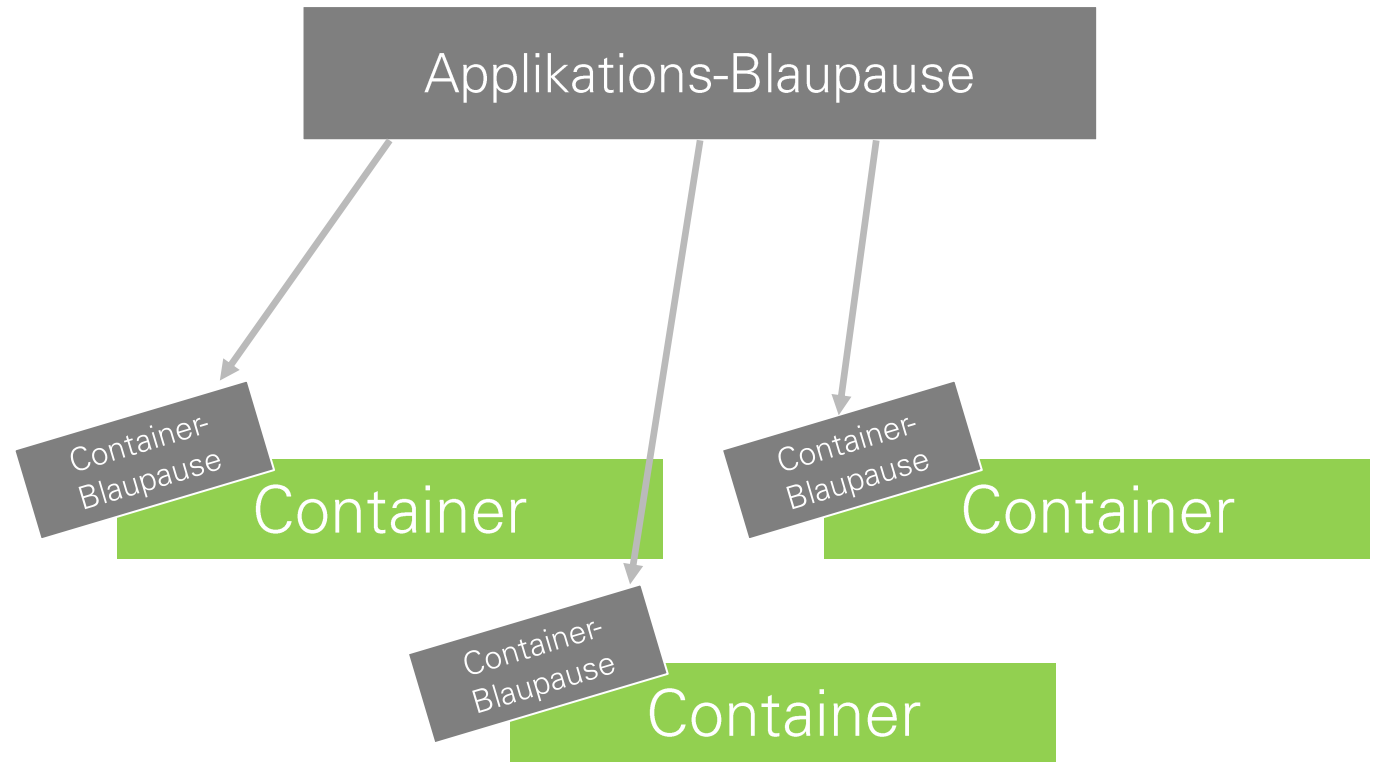 Applikations-Blaupause
Container-
Blaupause
Container
Container-
Blaupause
Container
Container-
Blaupause
Container